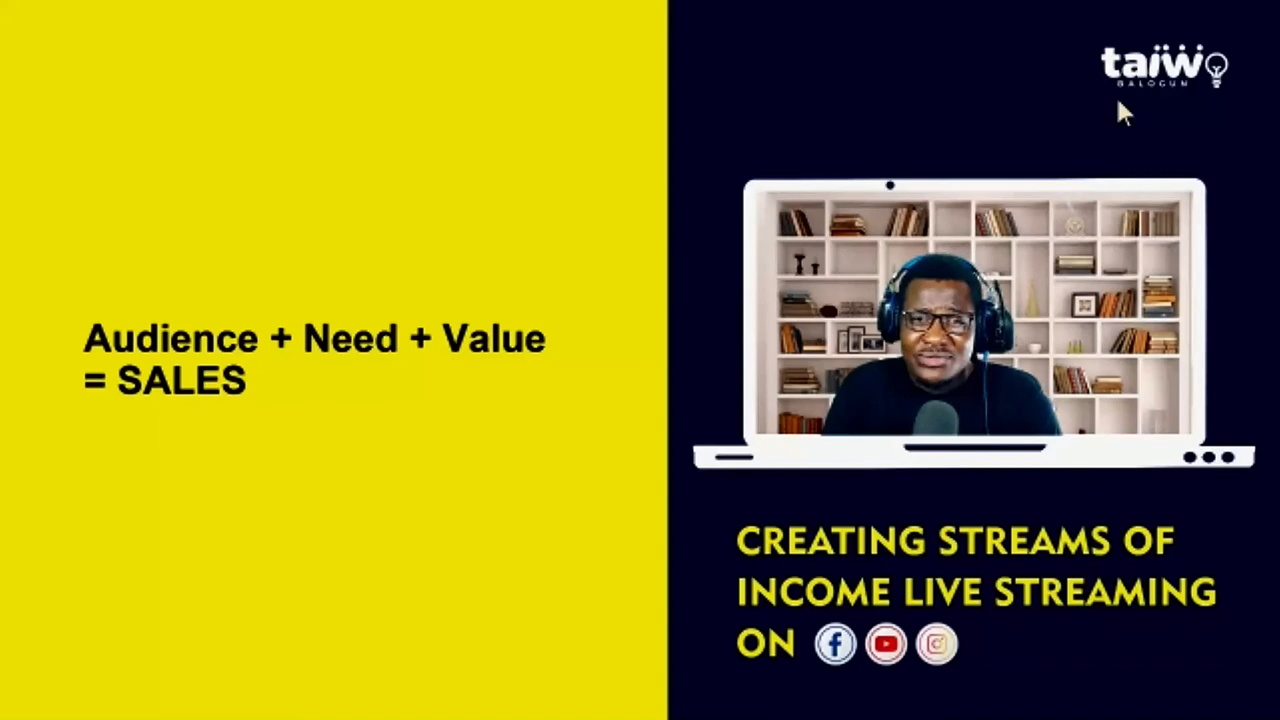 Audience + Need + Value
= SALES
taiwo
BALOGUN
CREATING STREAMS OF
INCOME LIVE STREAMING
ON